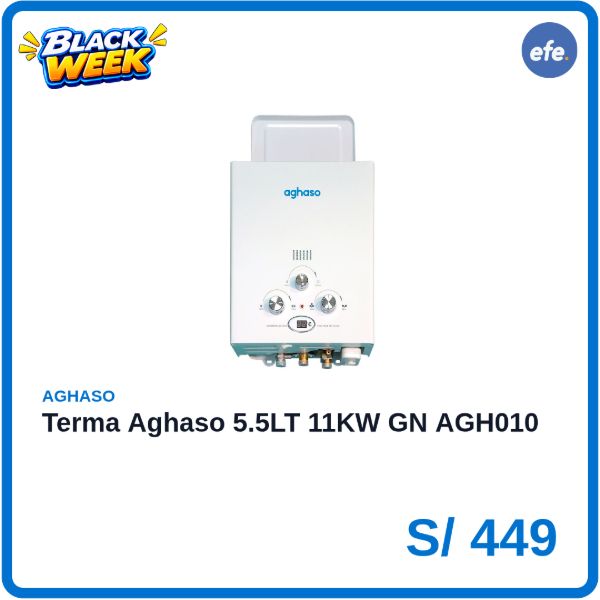 BLACK
WEEK
efe.
aghaso
AGHASO
Terma Aghaso 5.5LT 11KW GN AGH010
S/ 449